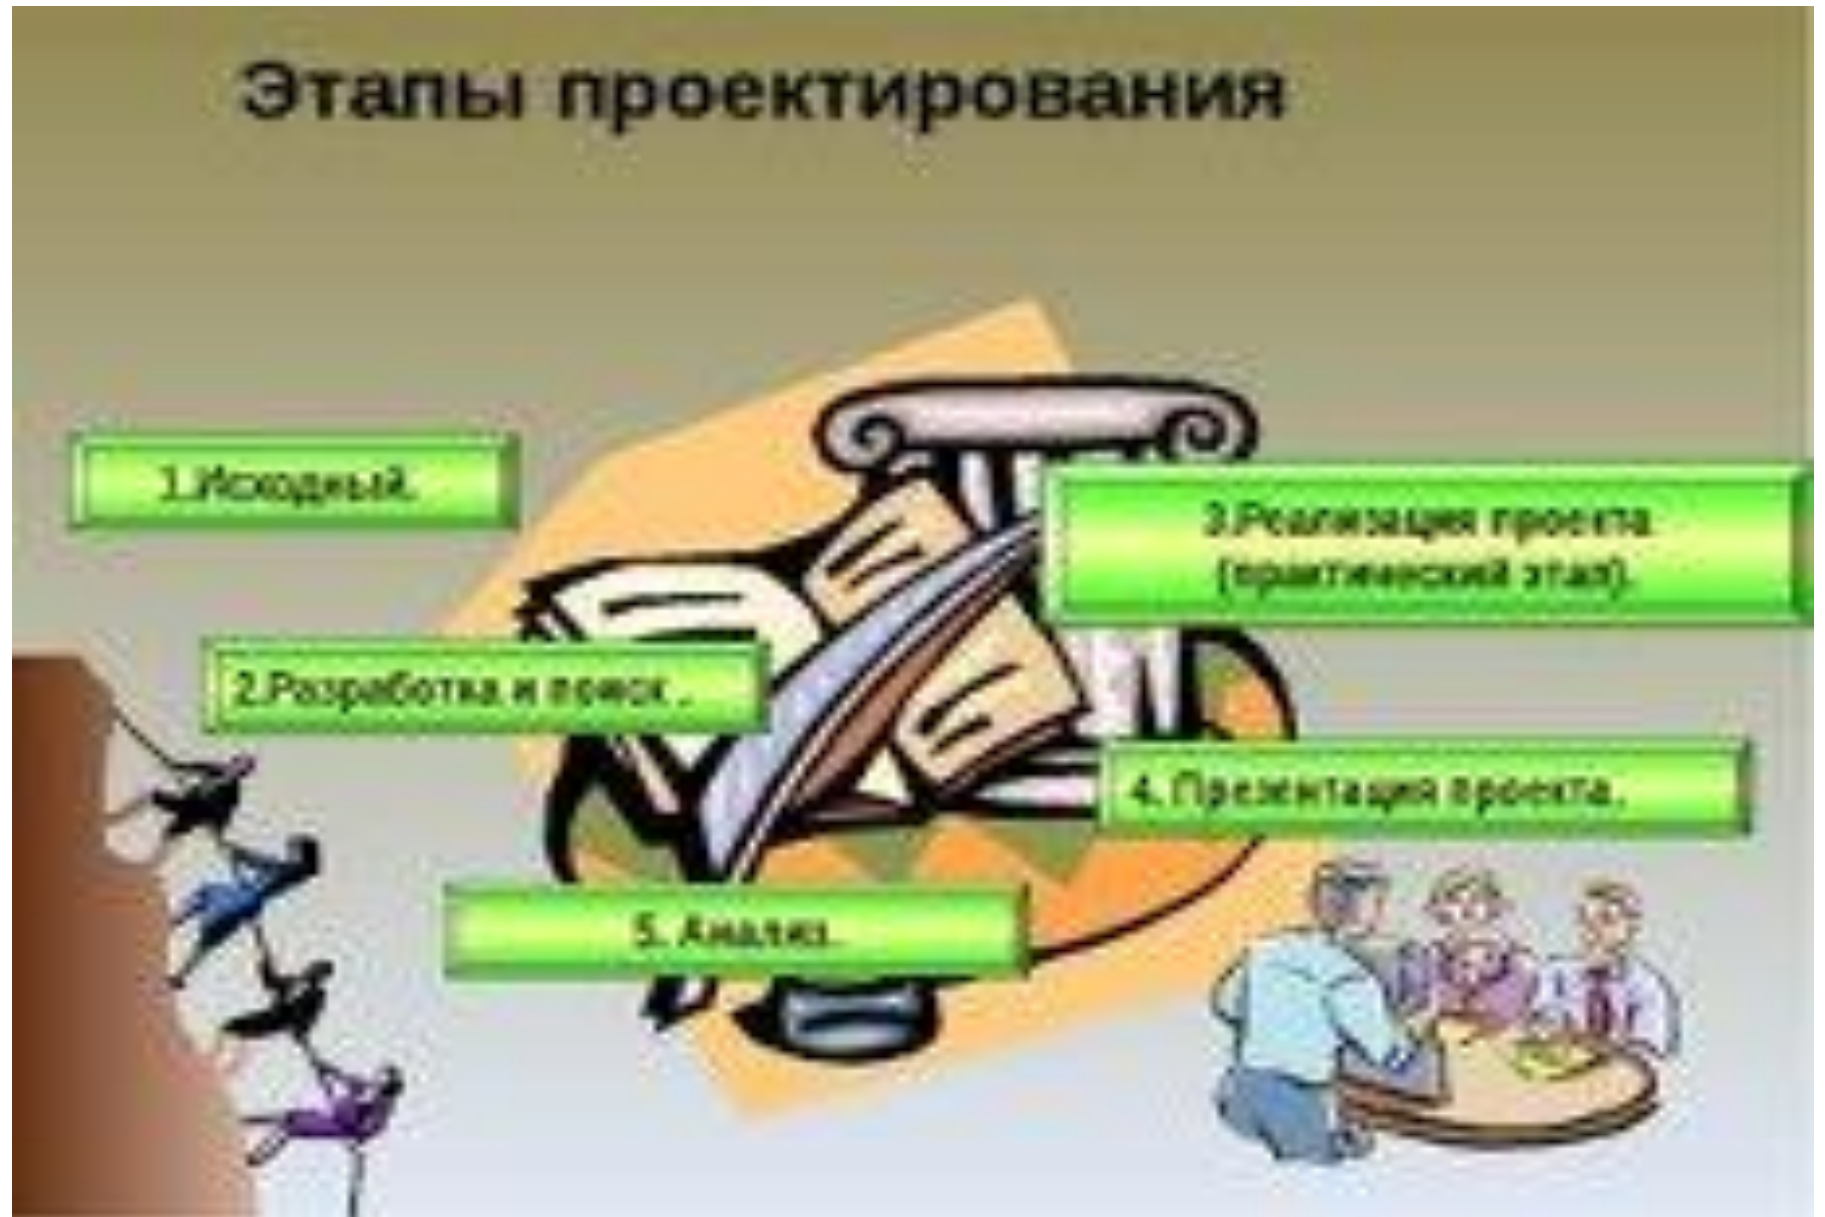 Этапы проектирования
1.Исходный.
2.Разработка и поиск .
3.Реализация проекта
(практический этап).
4. Презентация проекта.
5. Анализ.